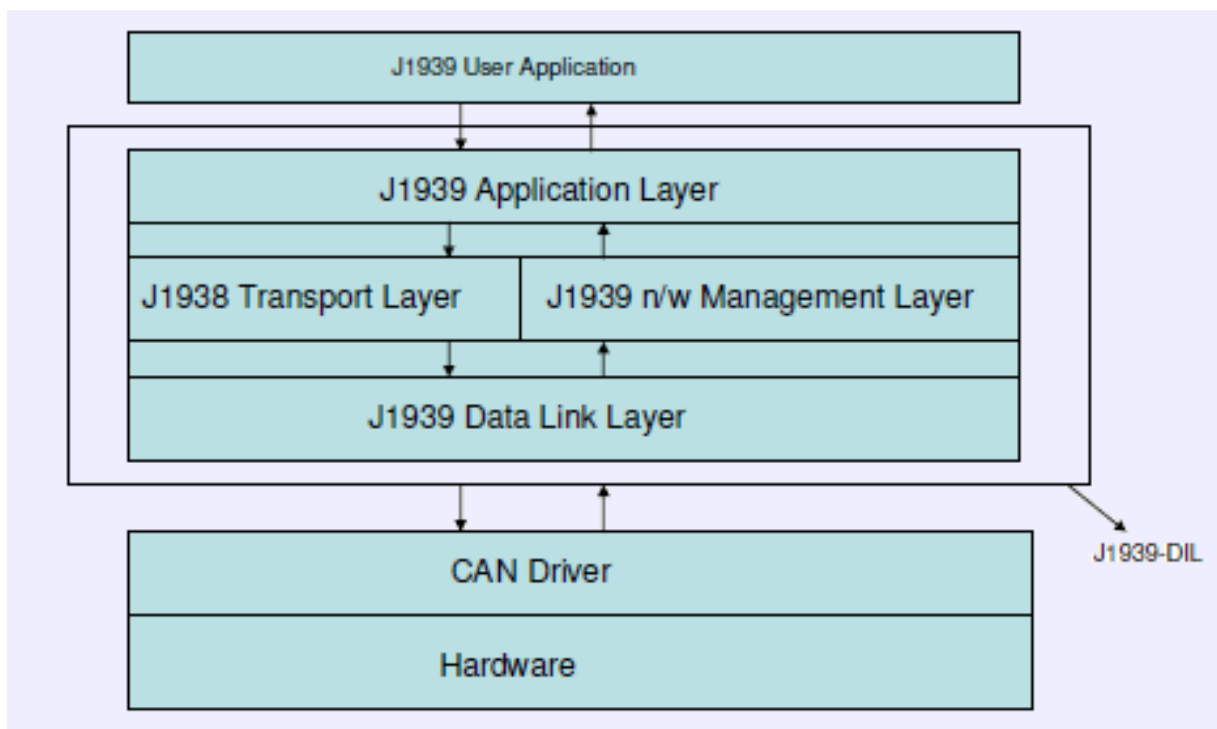 J1939 User Application
J1939 Application Layer
J1938 Transport Layer
J1939 n/w Management Layer
J1939 Data Link Layer
CAN Driver
J1939-DIL
Hardware